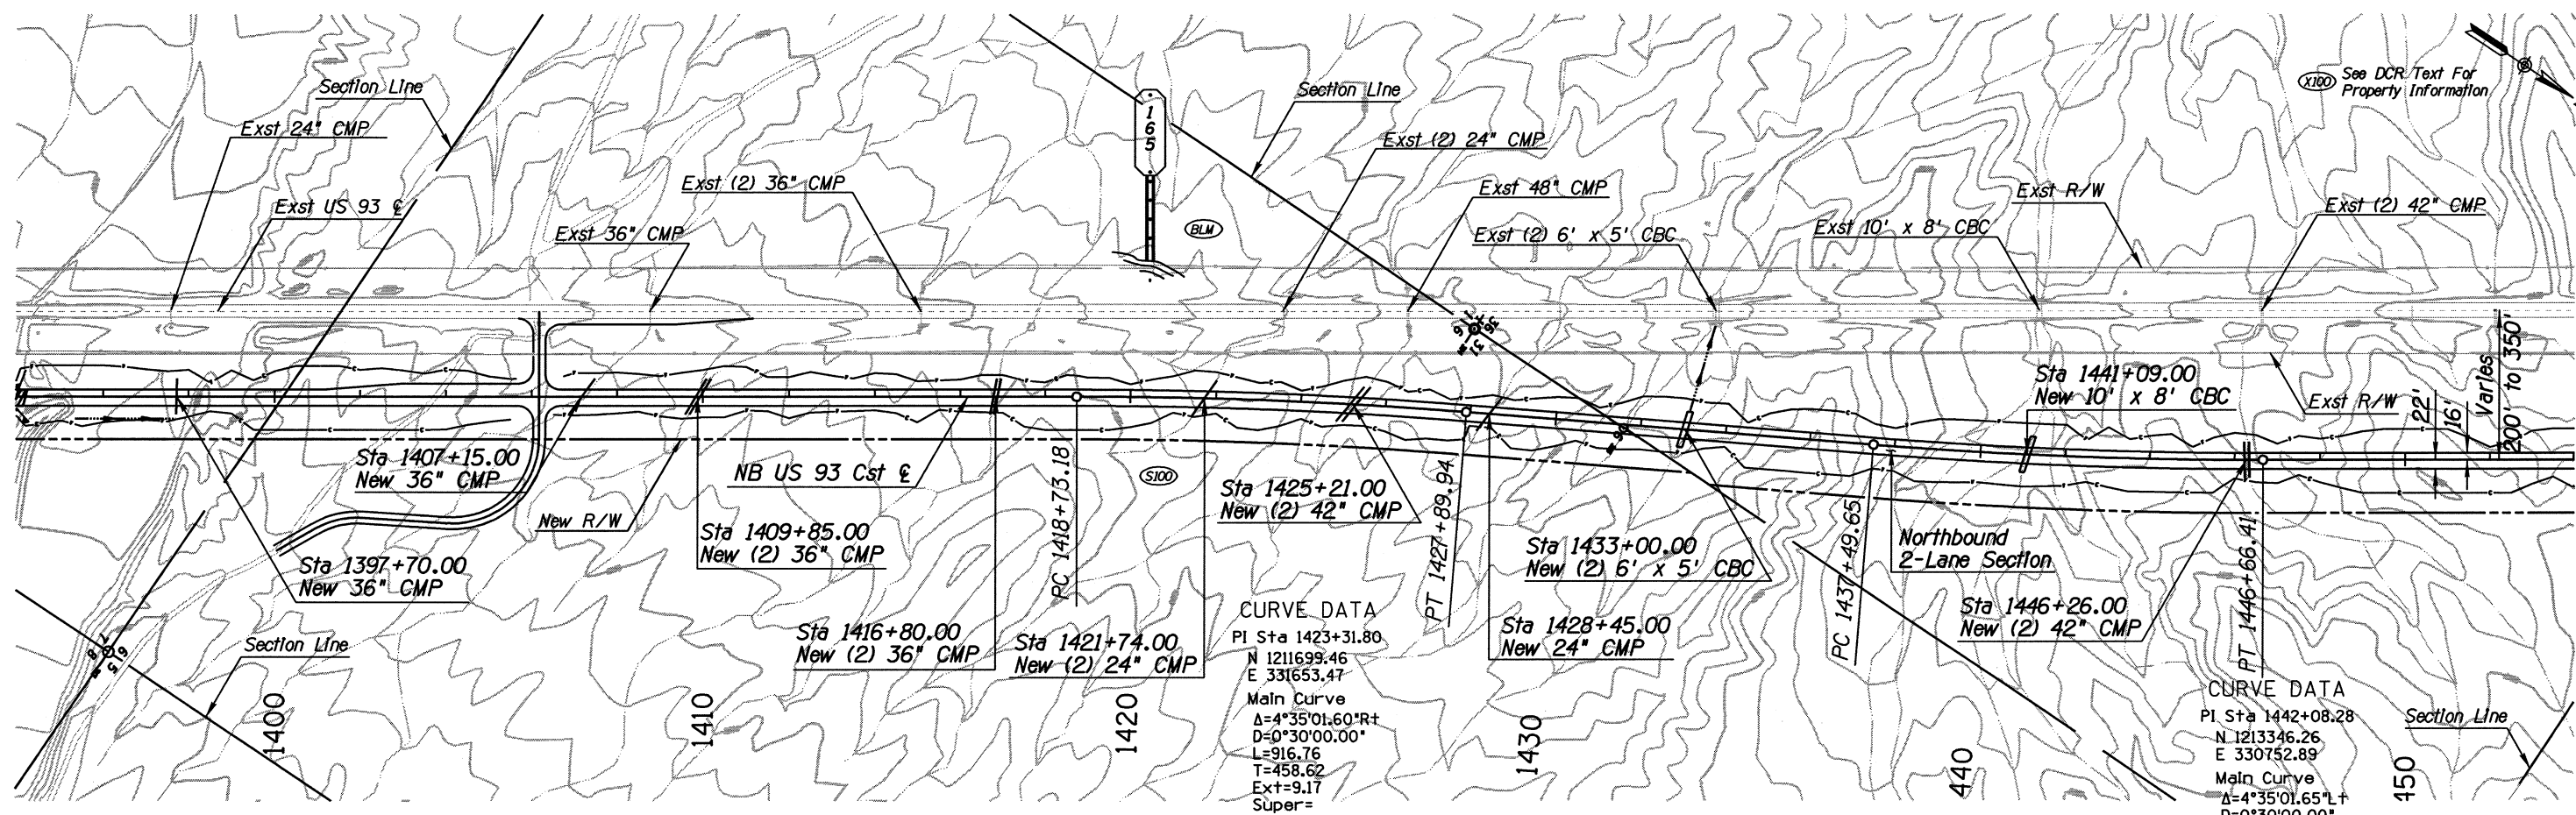 Section Line
Exst 24" CMP
Exst US 93 ℄
Exst 36" CMP
Exst (2) 36" CMP
1
6
5
BLM
Section Line
Exst (2) 24" CMP
Exst 48" CMP
Exst (2) 6' x 5' CBC
Exst 10' x 8' CBC
Exst R/W
Exst (2) 42" CMP
X100
See DCR Text For
Property Information
Sta 1407+15.00
New 36" CMP
Sta 1397+70.00
New 36" CMP
New R/W
Sta 1409+85.00
New (2) 36" CMP
NB US 93 Cst ℄
Sta 1416+80.00
New (2) 36" CMP
PC 1418+73.18
S100
Sta 1421+74.00
New (2) 24" CMP
Sta 1425+21.00
New (2) 42" CMP
PT 1427+89.94
Sta 1433+00.00
New (2) 6' x 5' CBC
Sta 1428+45.00
New 24" CMP
PC 1437+49.65
Northbound
2-Lane Section
Sta 1441+09.00
New 10' x 8' CBC
Exst R/W
22'
16'
Varies
200' to 350'
Sta 1446+26.00
New (2) 42" CMP
PT 1446+66.41
CURVE DATA
PI Sta 1423+31.80
N 1211699.46
E 331653.47
Main Curve
Δ=4°35'01.60"Rt
D=0°30'00.00"
L=916.76
T=458.62
Ext=9.17
Super=
CURVE DATA
PI Sta 1442+08.28
N 1213346.26
E 330752.89
Main Curve
Δ=4°35'01.65"Lt
D=0°30'00.00"
Section Line
Section Line
1400
1410
1420
1430
440
450